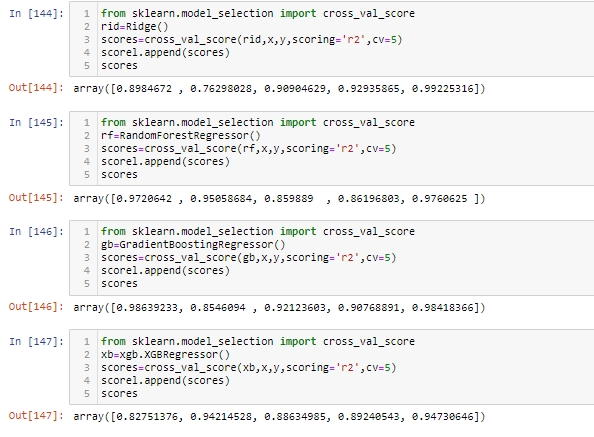 In [144]:
1 from sklearn.model_selection import cross_val_score
2 rid=Ridge()
3 scores=cross_val_score(rid,x,y,scoring='r2',cv=5)
4 scorel.append(scores)
5 scores
Out[144]: array([0.8984672 , 0.76298028, 0.90904629, 0.92935865, 0.99225316])
In [145]:
1 from sklearn.model_selection import cross_val_score
2 rf=RandomForestRegressor()
3 scores=cross_val_score(rf,x,y,scoring='r2',cv=5)
4 scorel.append(scores)
5 scores
Out[145]: array([0.9720642 , 0.95058684, 0.859889  , 0.86196803, 0.9760625 ])
In [146]:
1 from sklearn.model_selection import cross_val_score
2 gb=GradientBoostingRegressor()
3 scores=cross_val_score(gb,x,y,scoring='r2',cv=5)
4 scorel.append(scores)
5 scores
Out[146]: array([0.98639233, 0.8546094 , 0.92123603, 0.90768891, 0.98418366])
In [147]:
1 from sklearn.model_selection import cross_val_score
2 xb=xgb.XGBRegressor()
3 scores=cross_val_score(xb,x,y,scoring='r2',cv=5)
4 scorel.append(scores)
5 scores
Out[147]: array([0.82751376, 0.94214528, 0.88634985, 0.89240543, 0.94730646])